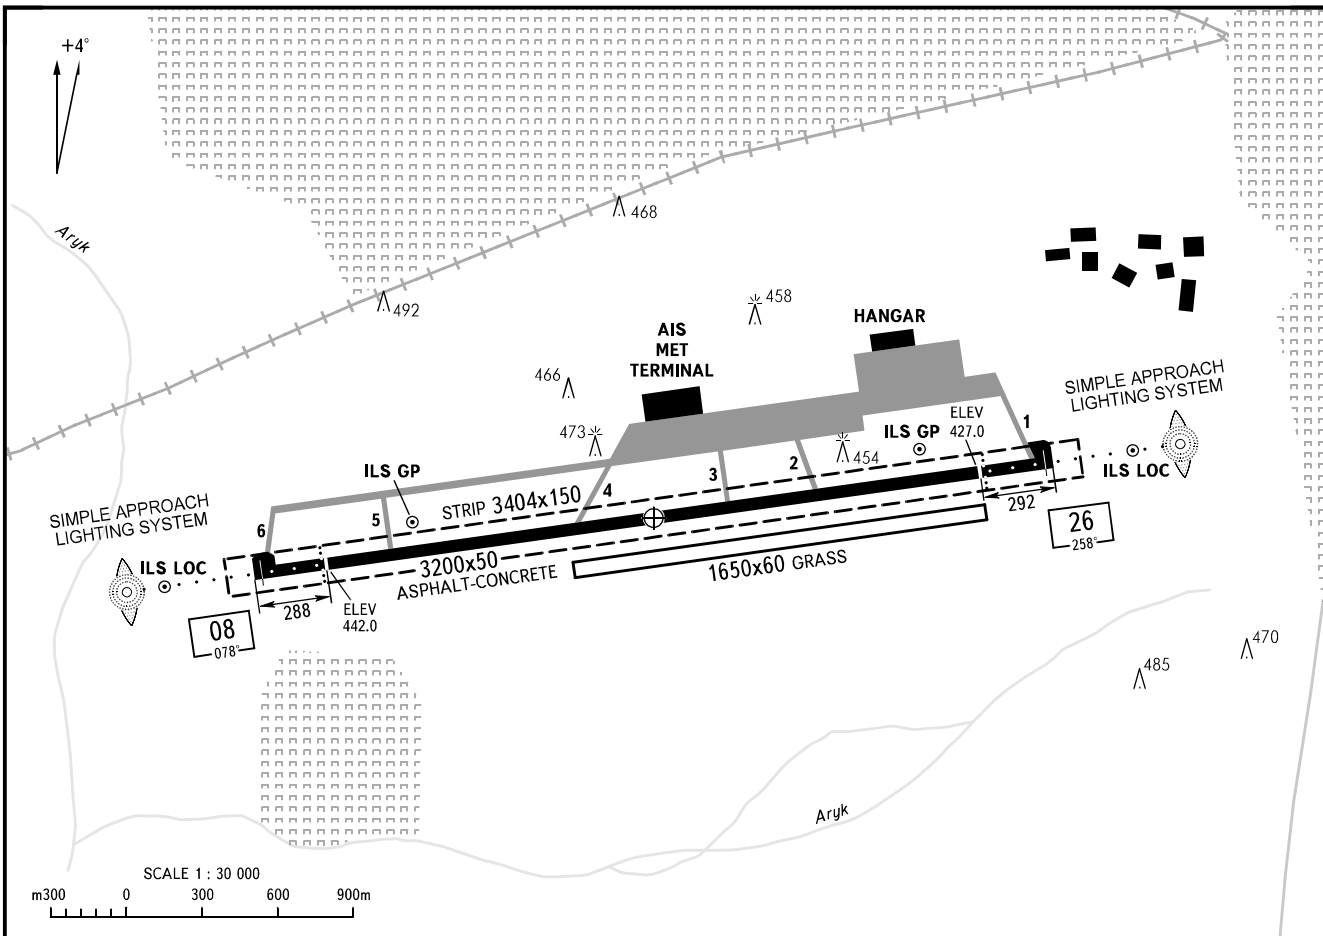 +4°
Aryk
468
492
458
HANGAR
AIS
MET
TERMINAL
466
473
SIMPLE APPROACH
LIGHTING SYSTEM
ELEV
427.0
1
ILS GP
454
ILS LOC
2
3
4
ILS GP
STRIP 3404x150
5
6
292
26
258°
SIMPLE APPROACH
LIGHTING SYSTEM
ILS LOC
3200x50
ASPHALT-CONCRETE
1650x60 GRASS
288
ELEV
442.0
08
078°
470
485
Aryk
SCALE 1 : 30 000
m300 0 300 600 900m